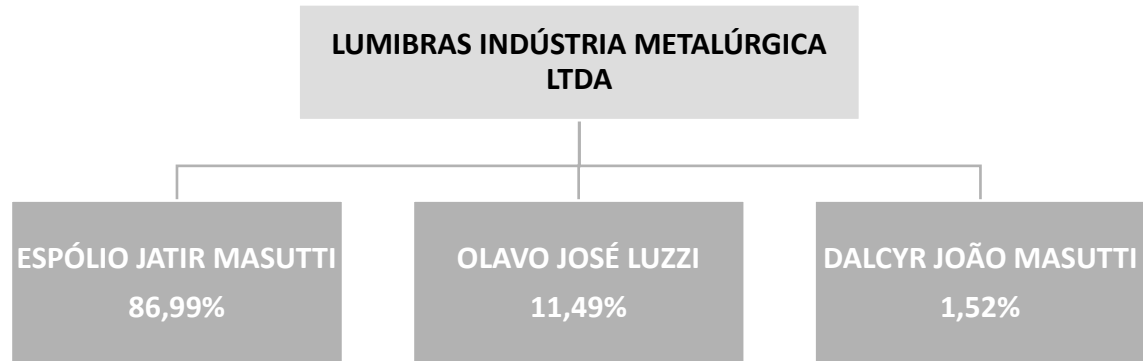 LUMIBRAS INDÚSTRIA METALÚRGICA
LTDA
ESPÓLIO JATIR MASUTTI
86,99%
OLAVO JOSÉ LUZZI
11,49%
DALCYR JOÃO MASUTTI
1,52%